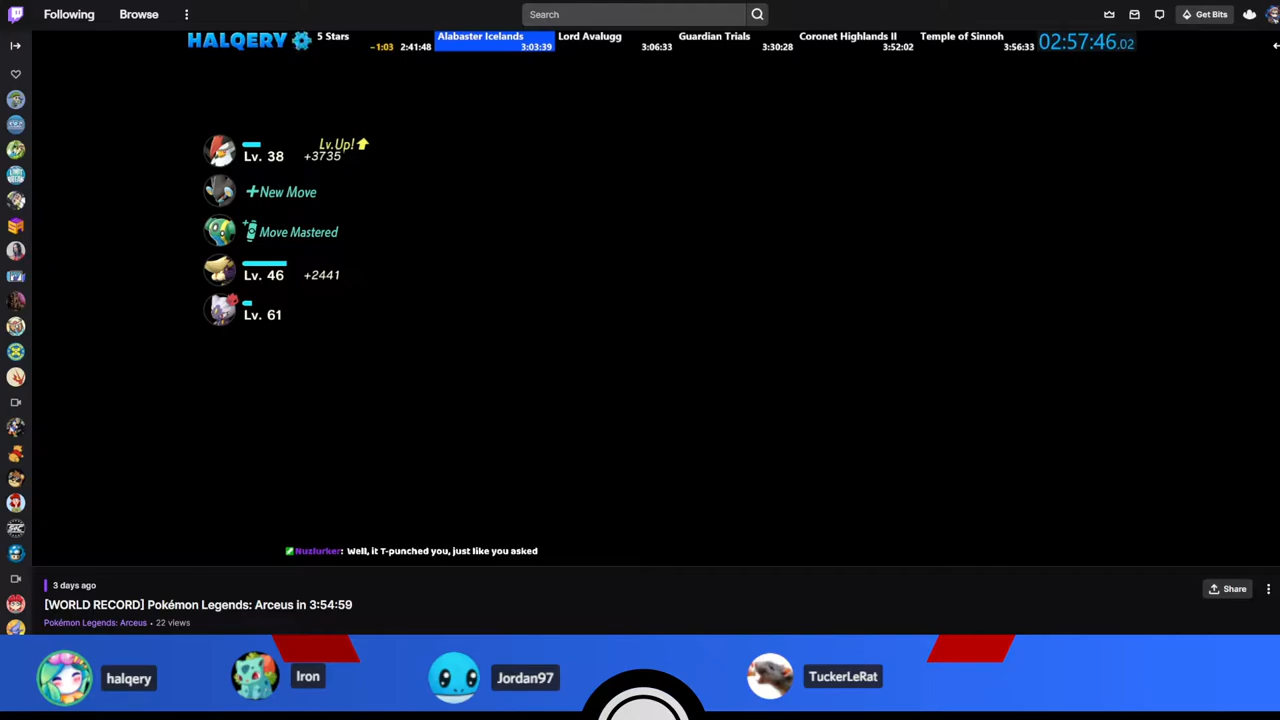 Following
Browse
Search
Get Bits
HALQERY
5 Stars
−1:03 2:41:48
Alabaster Icelands
3:03:39
Lord Avalugg
3:06:33
Guardian Trials
3:30:28
Coronet Highlands II
3:52:02
Temple of Sinnoh
3:56:33
02:57:46.02
Lv.Up!
Lv. 38 +3735
+New Move
Move Mastered
Lv. 46 +2441
Lv. 61
Nuzlurker: Well, it T-punched you, just like you asked
3 days ago
[WORLD RECORD] Pokémon Legends: Arceus in 3:54:59
Share
Pokémon Legends: Arceus • 22 views
halqery
Iron
Jordan97
TuckerLeRat